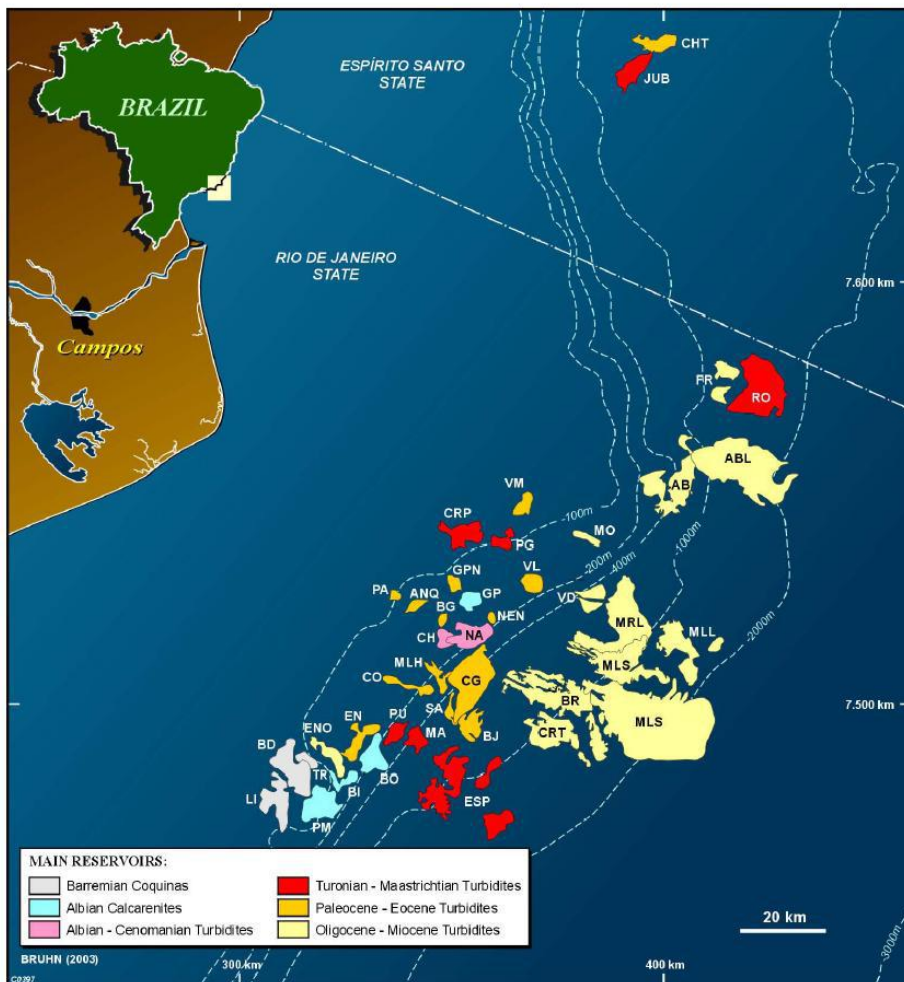 CHT
ESPÍRITO SANTO
STATE
JUB
BRAZIL
RIO DE JANEIRO
STATE
7.600 km
Campos
FR
RO
ABL
AB
VM
CRP
-100m
PG
MO
-200m
-400m
-1000m
GPN
VL
PA
ANQ
GP
VD
BG
NEN
MRL
CH
NA
MLL
-2000m
MLH
MLS
CO
CG
BR
SA
MLS
7.500 km
EN
PU
ENO
MA
BJ
CRT
BD
TR
BO
BI
LI
ESP
PM
MAIN RESERVOIRS:
Barremian Coquinas
Turonian - Maastrichtian Turbidites
Albian Calcarenites
Paleocene - Eocene Turbidites
Albian - Cenomanian Turbidites
Oligocene - Miocene Turbidites
20 km
-3000m
BRUHN (2003)
300 km
400 km